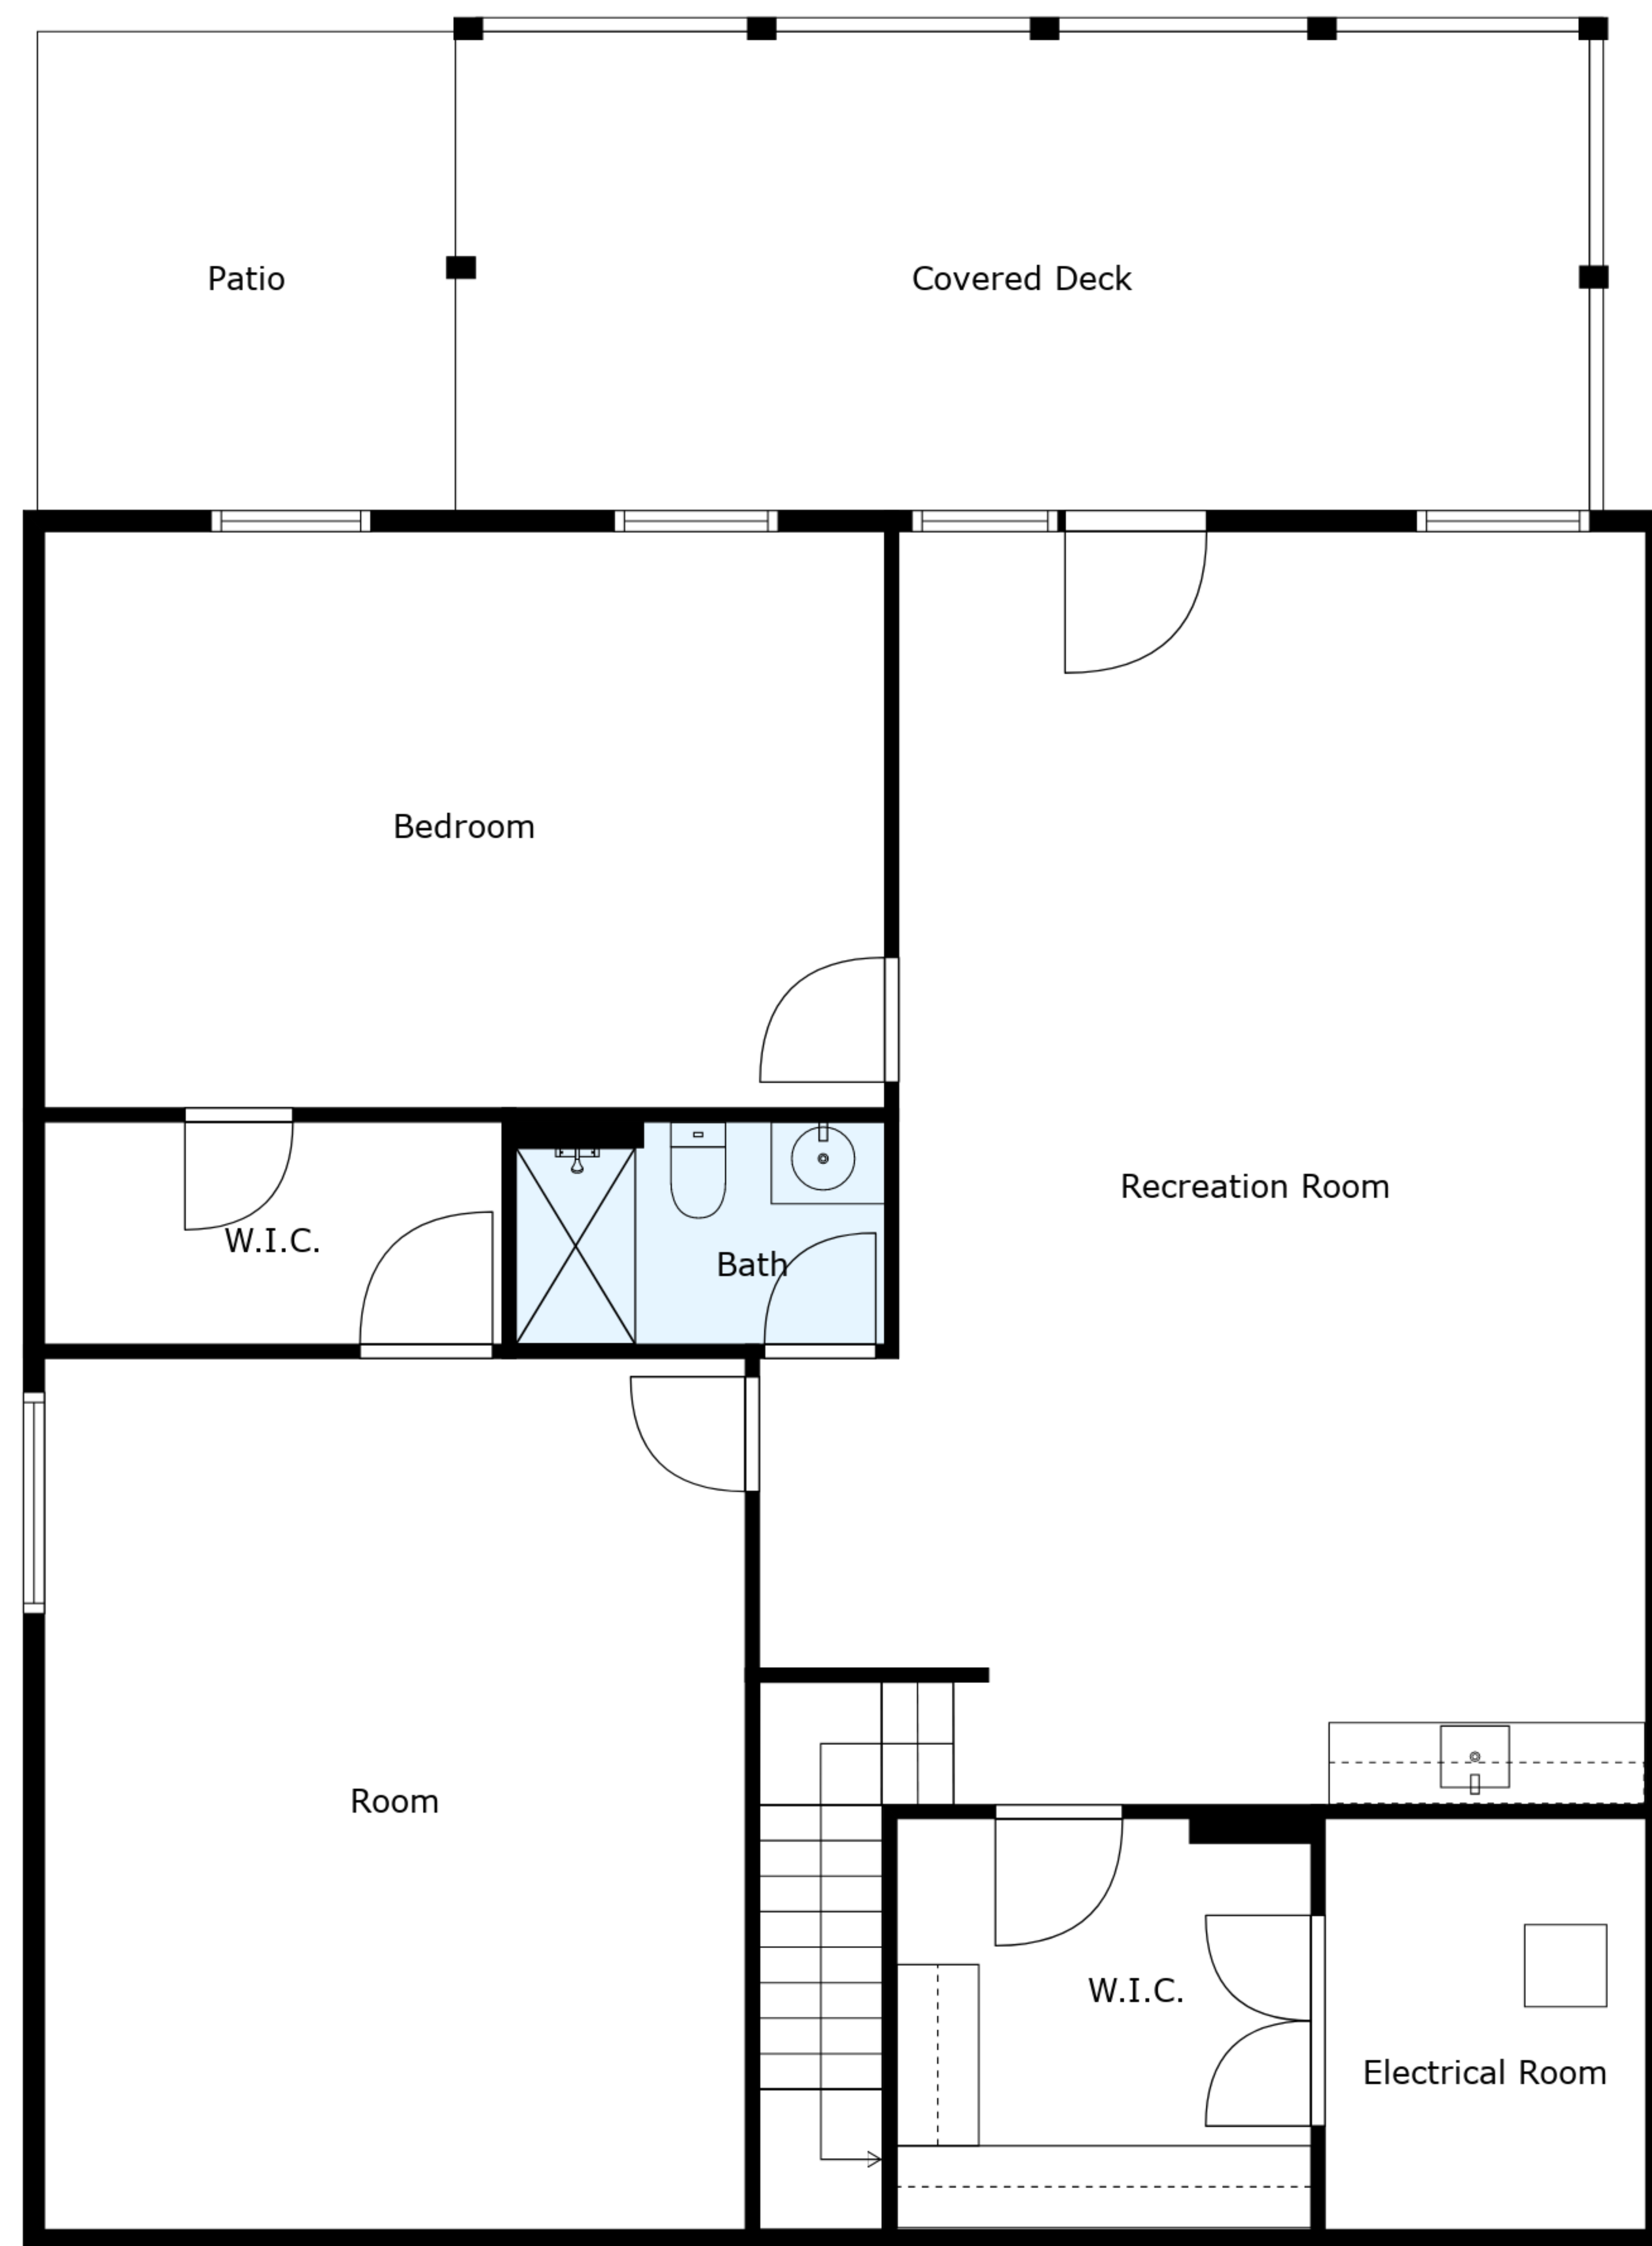 Patio
Covered Deck
Bedroom
Recreation Room
W.I.C.
Bath
Room
W.I.C.
Electrical Room